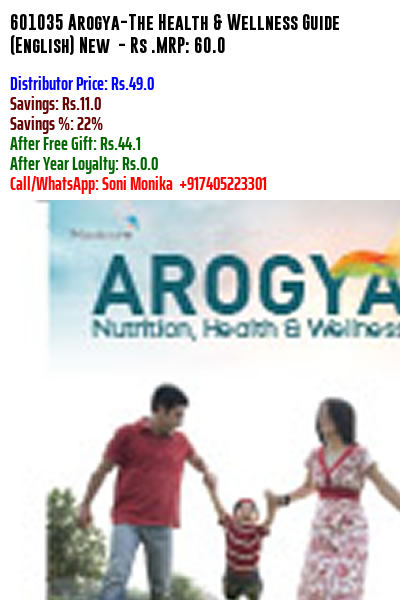 601035 Arogya-The Health & Wellness Guide
(English) New - Rs .MRP: 60.0
Distributor Price: Rs.49.0
Savings: Rs.11.0
Savings %: 22%
After Free Gift: Rs.44.1
After Year Loyalty: Rs.0.0
Call/WhatsApp: Soni Monika +917405223301
AROGYA
Nutrition, Health & Wellness